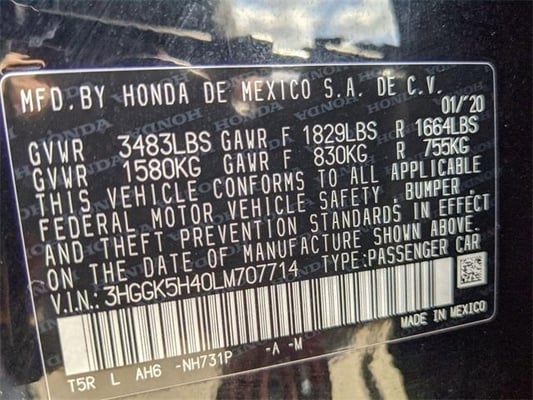 MFD. BY HONDA DE MEXICO S.A. DE C.V.
01/'20
GVWR 3483LBS GAWR F 1829LBS R 1664LBS
GVWR 1580KG GAWR F 830KG R 755KG
THIS VEHICLE CONFORMS TO ALL APPLICABLE
FEDERAL MOTOR VEHICLE SAFETY, BUMPER,
AND THEFT PREVENTION STANDARDS IN EFFECT
ON THE DATE OF MANUFACTURE SHOWN ABOVE.
V.I.N.: 3HGGK5H40LM707714 TYPE: PASSENGER CAR
MADE IN MEXICO
T5R L AH6 -NH731P -A -M